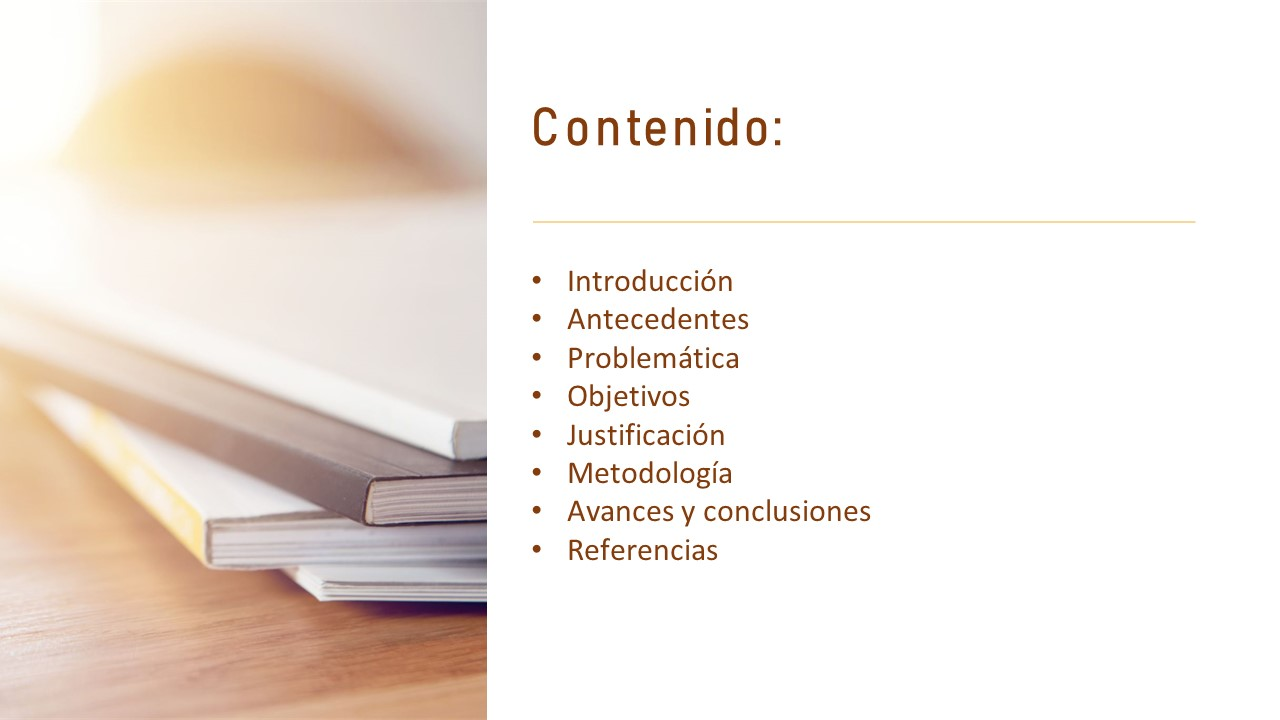 Contenido:
• Introducción
• Antecedentes
• Problemática
• Objetivos
• Justificación
• Metodología
• Avances y conclusiones
• Referencias